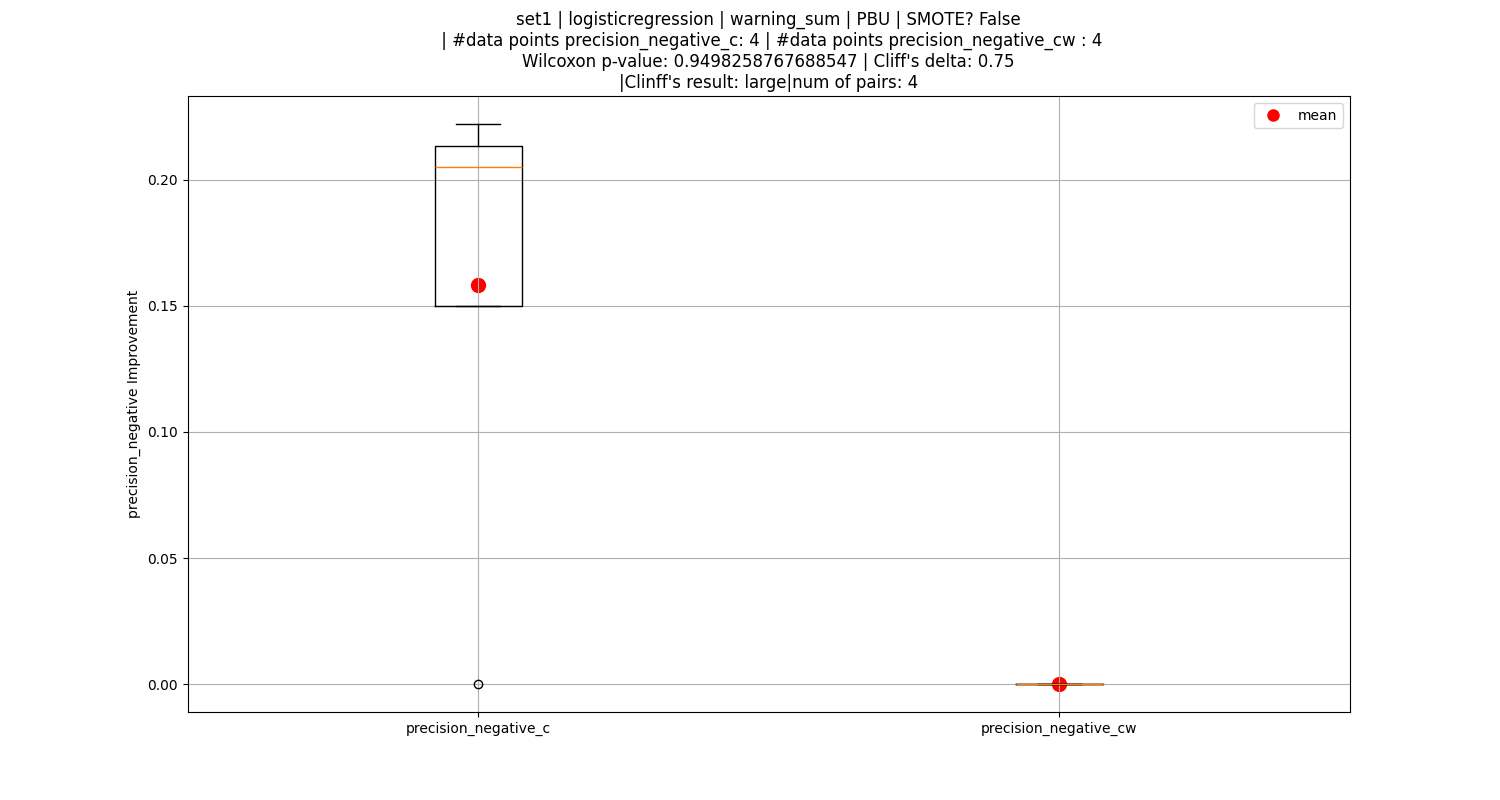 set1 | logisticregression | warning_sum | PBU | SMOTE? False
| #data points precision_negative_c: 4 | #data points precision_negative_cw : 4
Wilcoxon p-value: 0.9498258767688547 | Cliff's delta: 0.75
|Clinff's result: large|num of pairs: 4
mean
precision_negative Improvement
0.20
0.15
0.10
0.05
0.00
precision_negative_c
precision_negative_cw